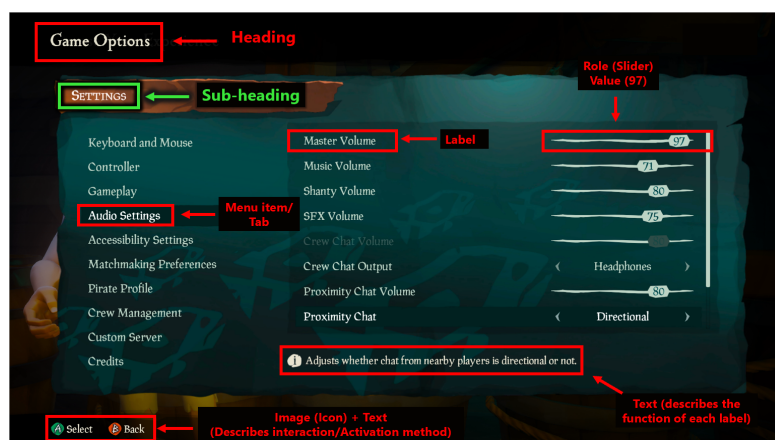 Game Options
Heading
Role (Slider)
Value (97)
SETTINGS
Sub-heading
Keyboard and Mouse
Master Volume
Label
97
Controller
Music Volume
71
Gameplay
Shanty Volume
80
Audio Settings
Menu item/
Tab
SFX Volume
75
Accessibility Settings
Crew Chat Volume
Matchmaking Preferences
Crew Chat Output
‹ Headphones ›
Pirate Profile
Proximity Chat Volume
80
Crew Management
Proximity Chat
‹ Directional ›
Custom Server
Credits
i Adjusts whether chat from nearby players is directional or not.
Text (describes the
function of each label)
A Select B Back
Image (Icon) + Text
(Describes interaction/Activation method)